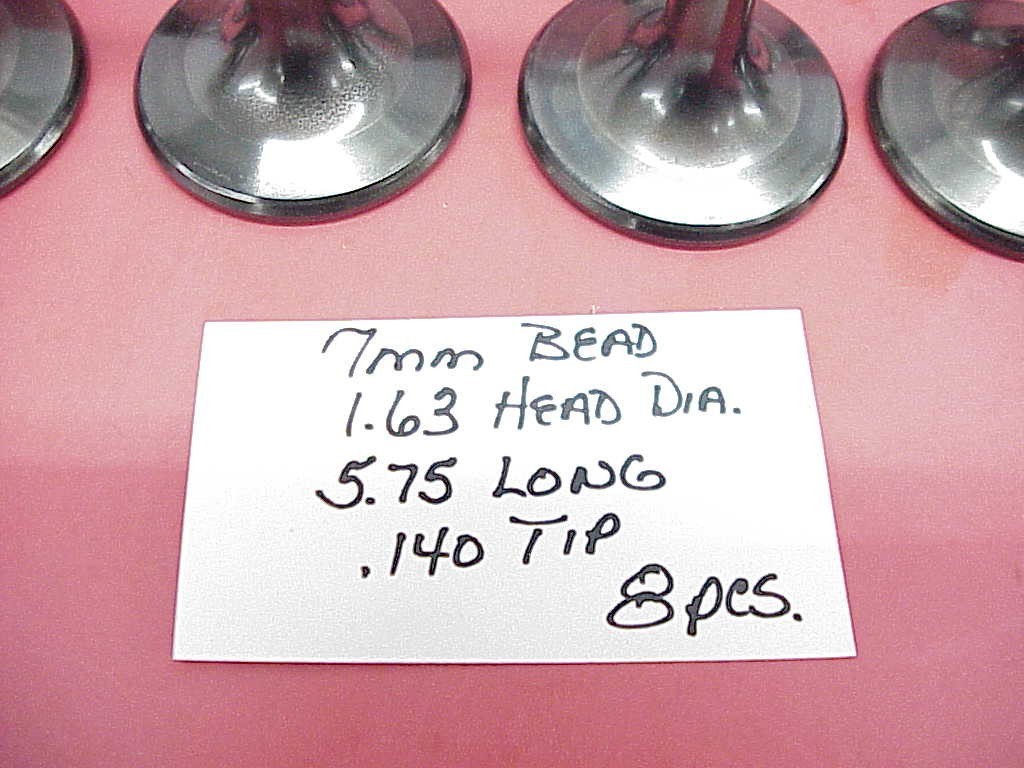 7mm BEAD
1.63 HEAD DIA.
5.75 LONG
.140 TIP
8 pcs.